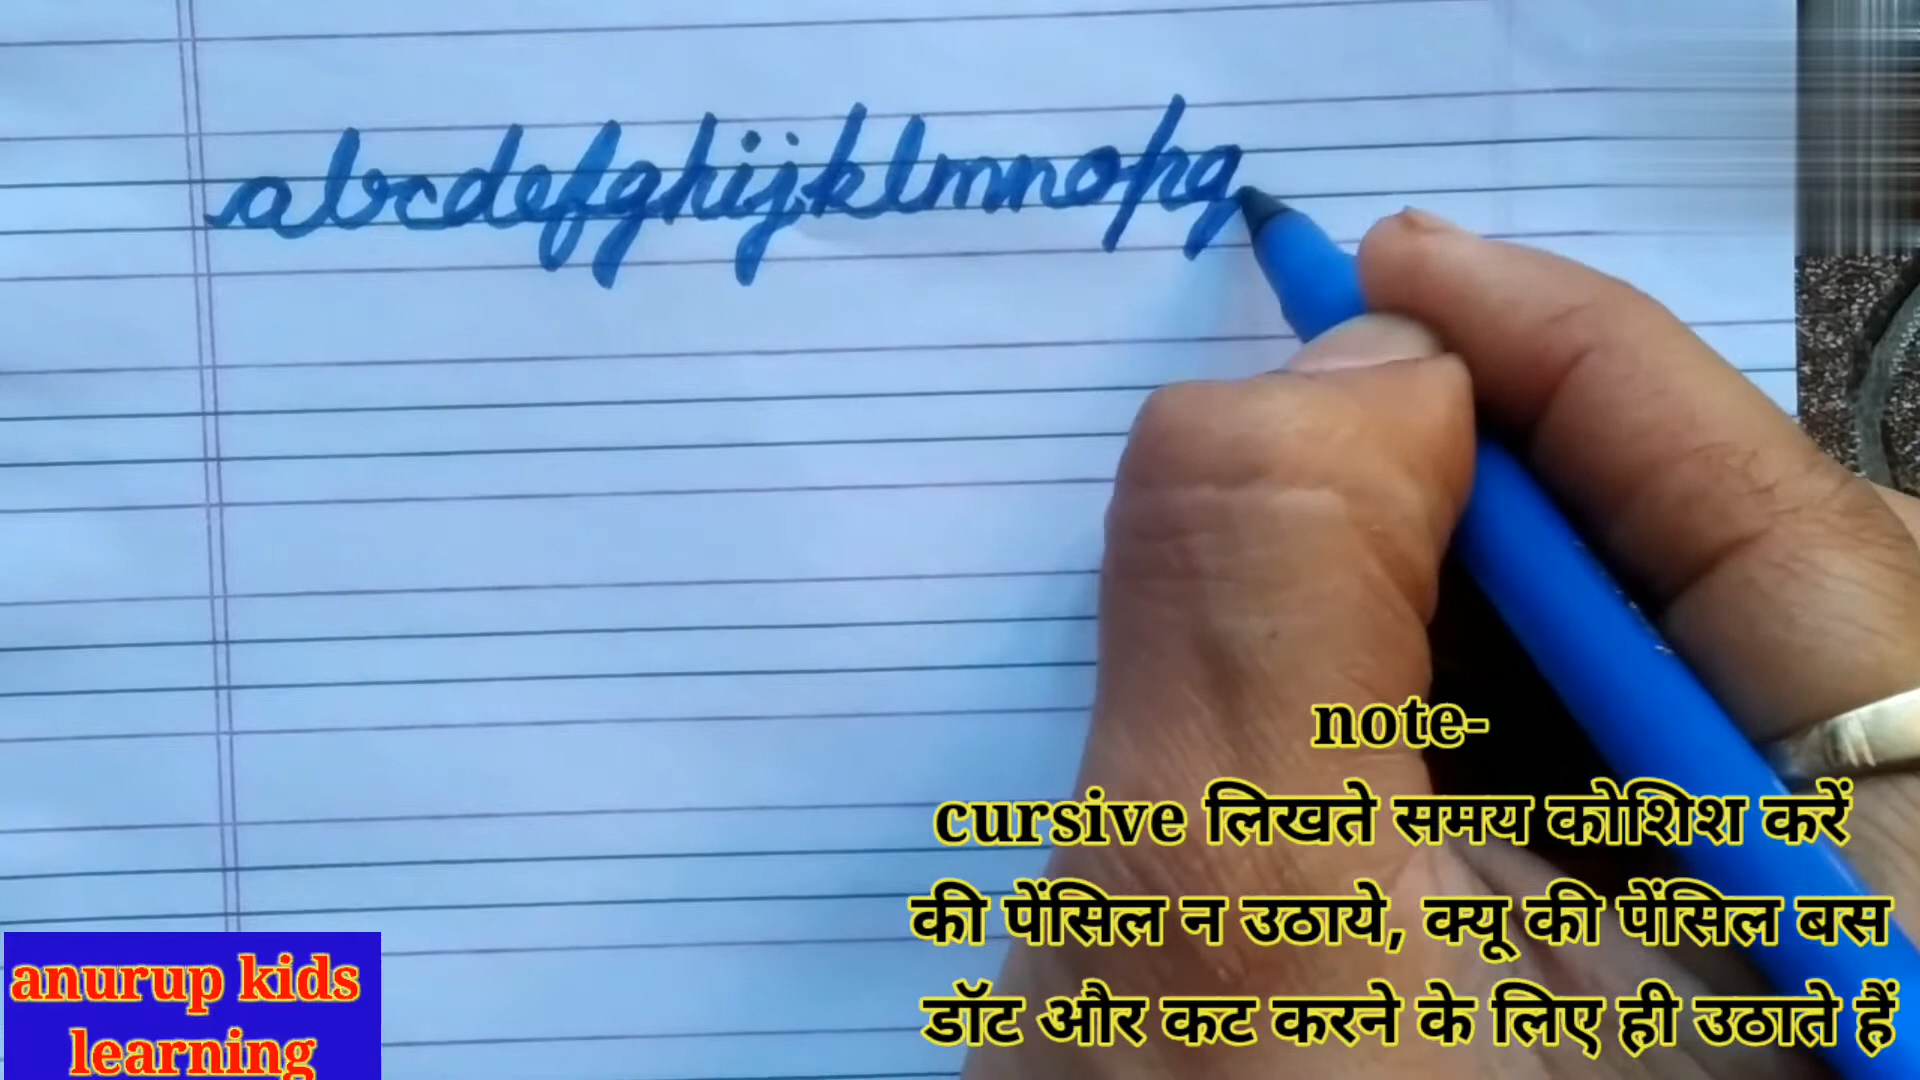 abcdefghijklmnopq
note-
cursive लिखते समय कोशिश करें
की पेंसिल न उठाये, क्यू की पेंसिल बस
डॉट और कट करने के लिए ही उठाते हैं
anurup kids
learning